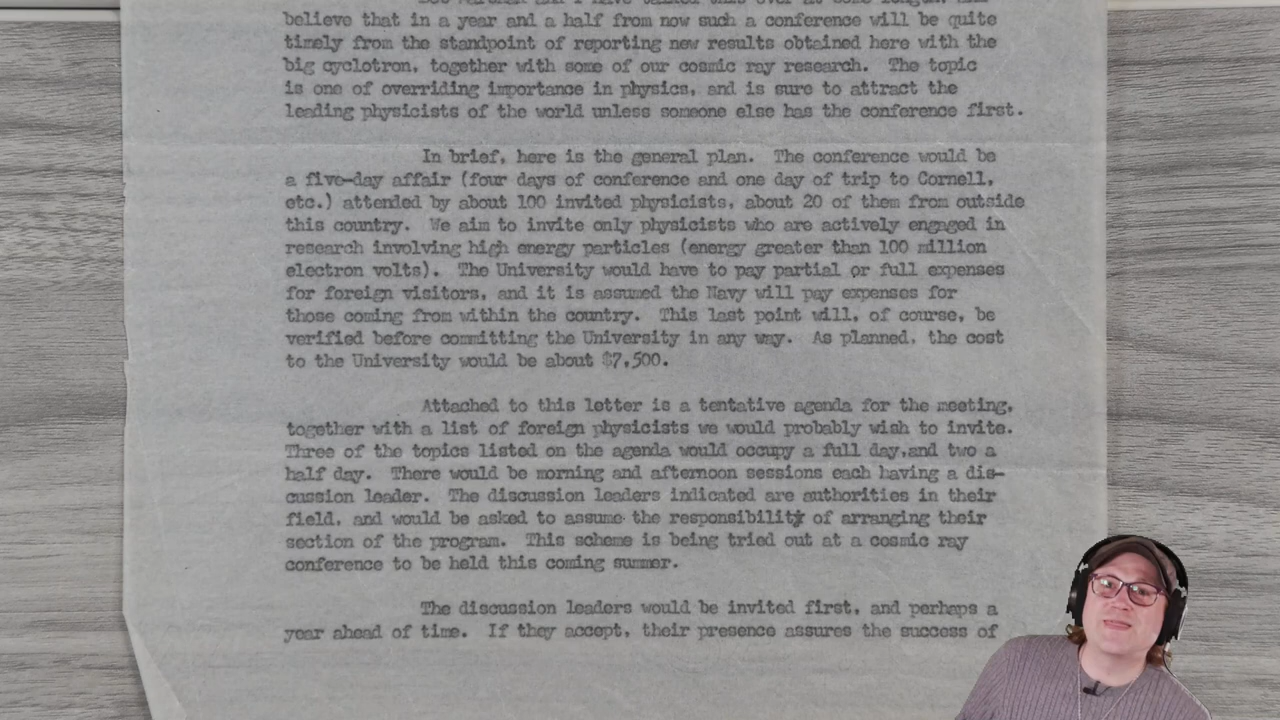 believe that in a year and a half from now such a conference will be quite
timely from the standpoint of reporting new results obtained here with the
big cyclotron, together with some of our cosmic ray research. The topic
is one of overriding importance in physics, and is sure to attract the
leading physicists of the world unless someone else has the conference first.
In brief, here is the general plan. The conference would be
a five-day affair (four days of conference and one day of trip to Cornell,
etc.) attended by about 100 invited physicists, about 20 of them from outside
this country. We aim to invite only physicists who are actively engaged in
research involving high energy particles (energy greater than 100 million
electron volts). The University would have to pay partial or full expenses
for foreign visitors, and it is assumed the Navy will pay expenses for
those coming from within the country. This last point will, of course, be
verified before committing the University in any way. As planned, the cost
to the University would be about $7,500.
Attached to this letter is a tentative agenda for the meeting,
together with a list of foreign physicists we would probably wish to invite.
Three of the topics listed on the agenda would occupy a full day,and two a
half day. There would be morning and afternoon sessions each having a dis-
cussion leader. The discussion leaders indicated are authorities in their
field, and would be asked to assume the responsibility of arranging their
section of the program. This scheme is being tried out at a cosmic ray
conference to be held this coming summer.
The discussion leaders would be invited first, and perhaps a
year ahead of time. If they accept, their presence assures the success of